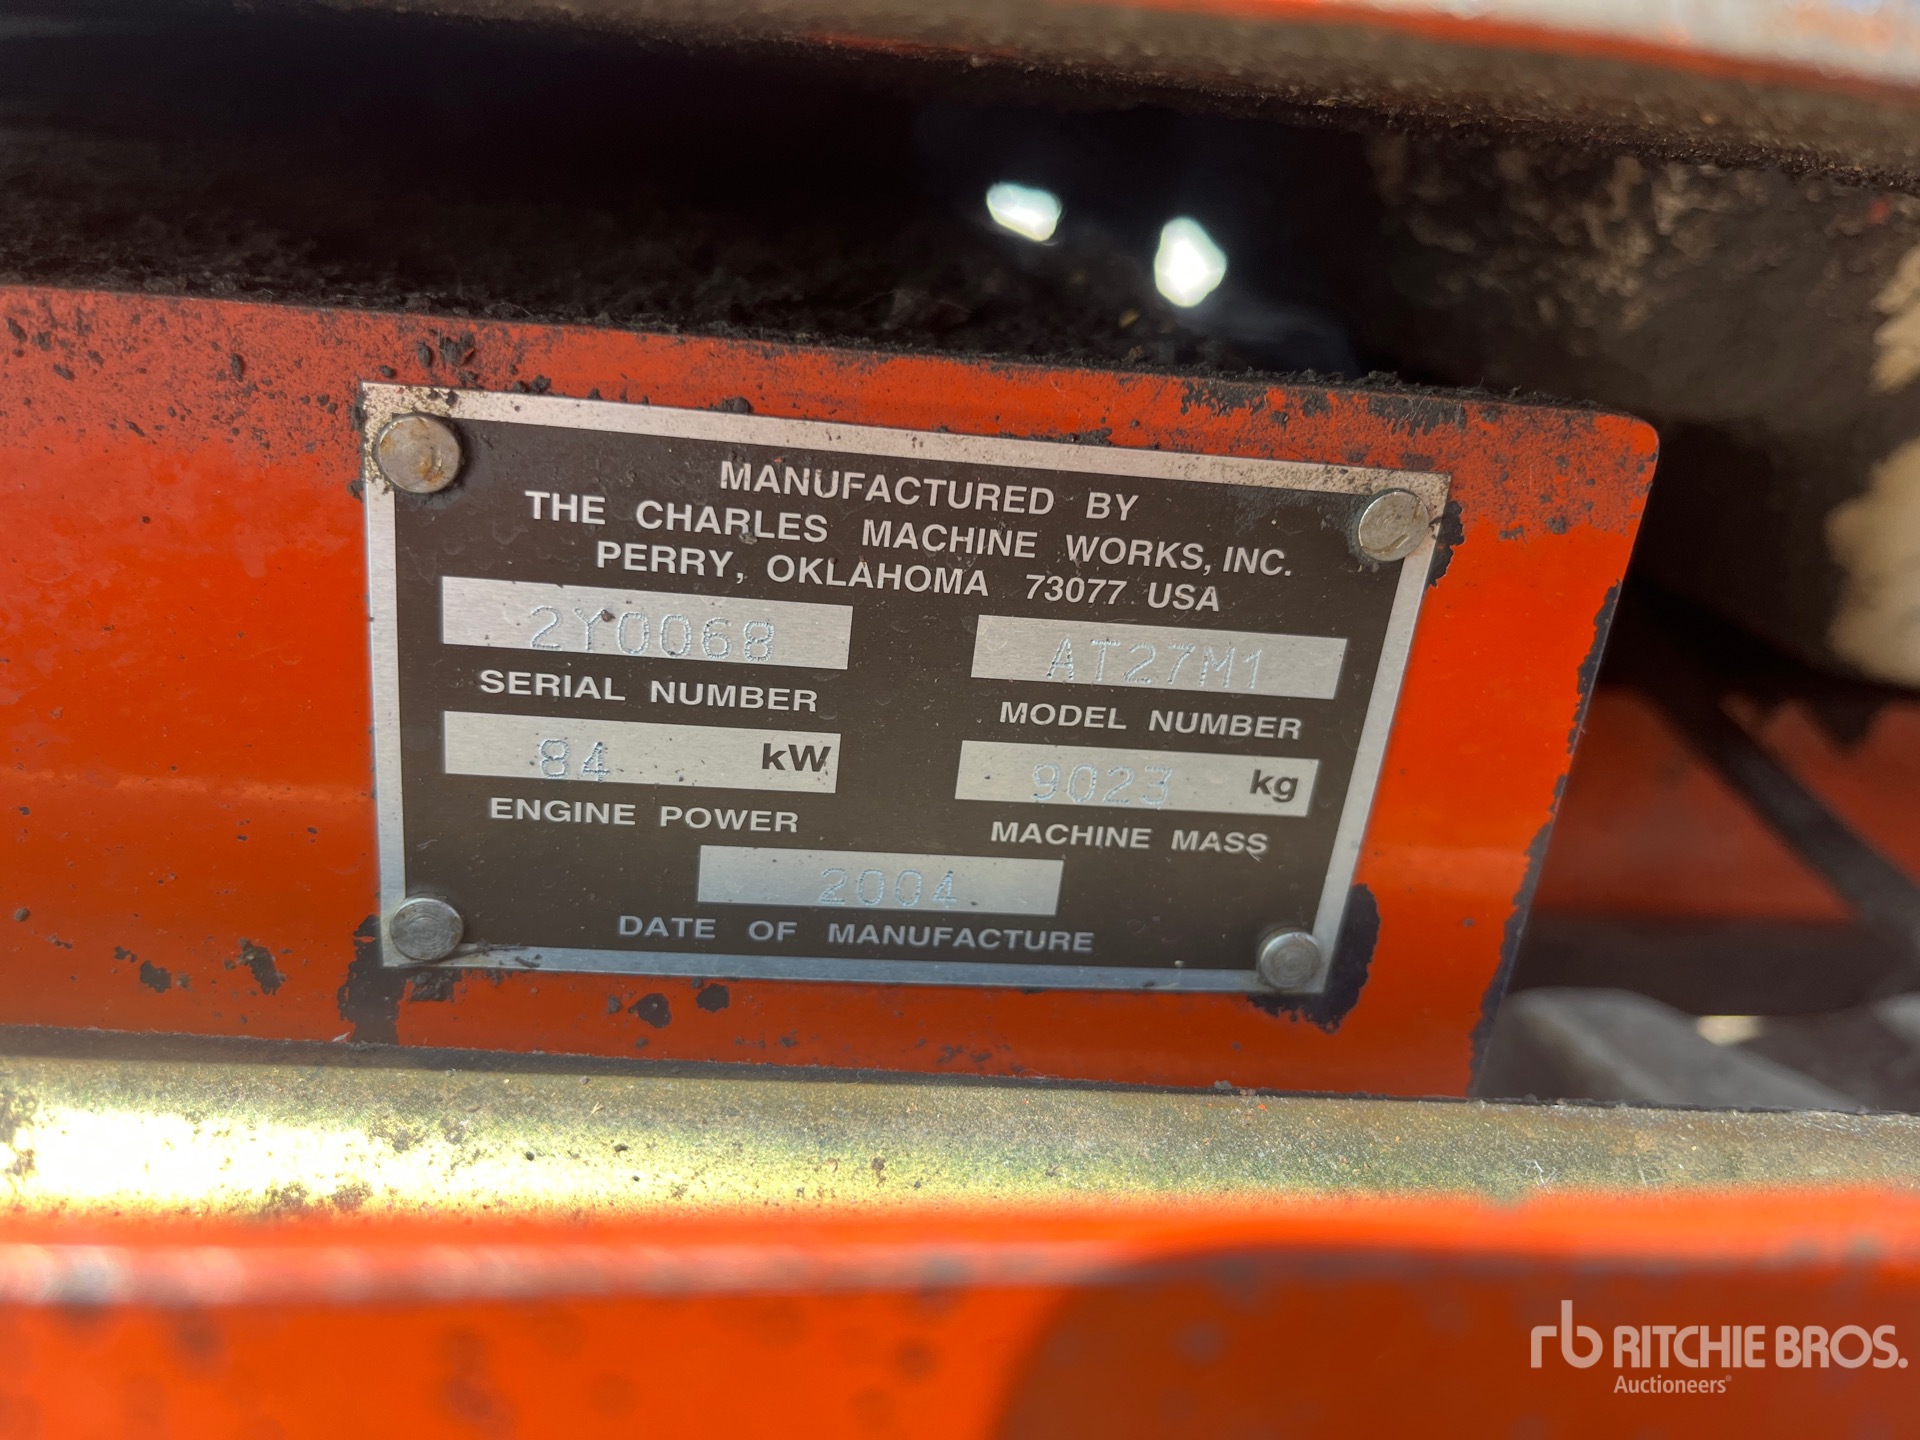 MANUFACTURED BY
THE CHARLES MACHINE WORKS, INC.
PERRY, OKLAHOMA 73077 USA
2Y0068 AT27M1
SERIAL NUMBER MODEL NUMBER
84 kW 9023 kg
ENGINE POWER MACHINE MASS
2004
DATE OF MANUFACTURE
rb RITCHIE BROS.
Auctioneers®